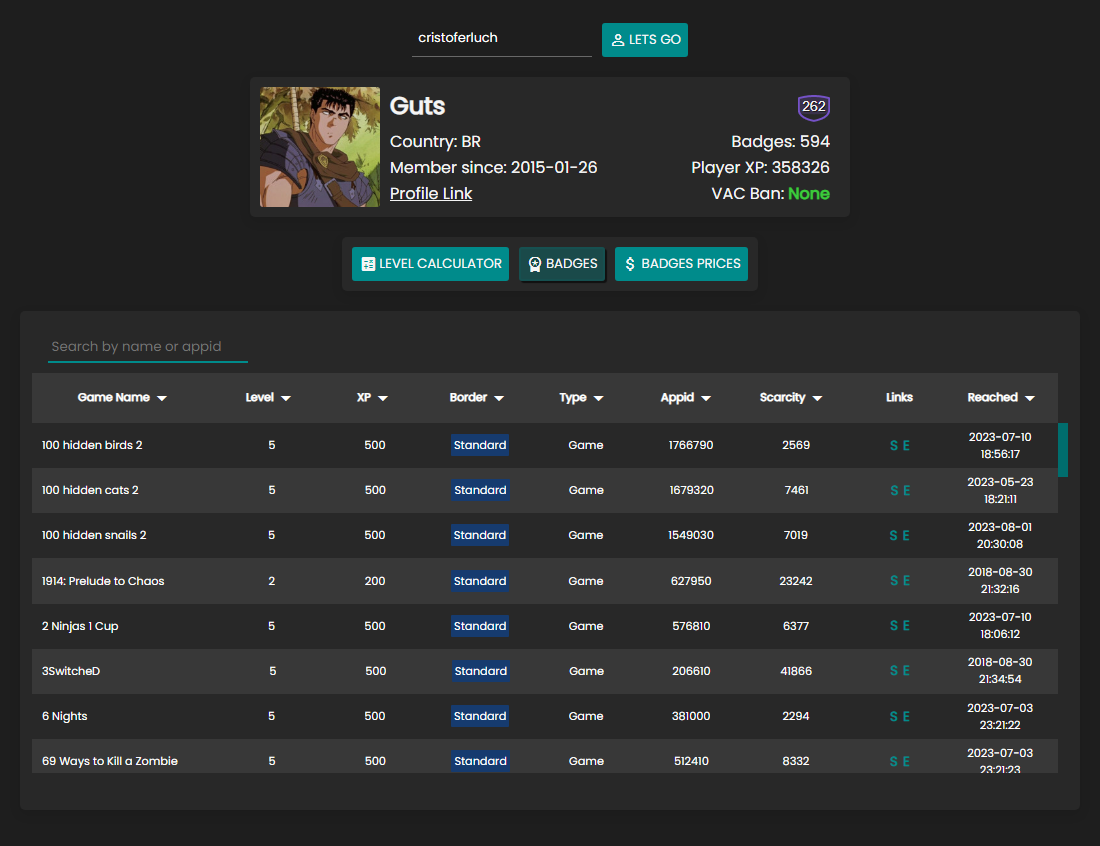 cristoferluch
LETS GO
Guts
262
Country: BR
Badges: 594
Member since: 2015-01-26
Player XP: 358326
Profile Link
VAC Ban: None
LEVEL CALCULATOR BADGES BADGES PRICES
Search by name or appid
Game Name Level XP Border Type Appid Scarcity Links Reached
100 hidden birds 2 5 500 Standard Game 1766790 2569 S E 2023-07-10
18:56:17
100 hidden cats 2 5 500 Standard Game 1679320 7461 S E 2023-05-23
18:21:11
100 hidden snails 2 5 500 Standard Game 1549030 7019 S E 2023-08-01
20:30:08
1914: Prelude to Chaos 2 200 Standard Game 627950 23242 S E 2018-08-30
21:32:16
2 Ninjas 1 Cup 5 500 Standard Game 576810 6377 S E 2023-07-10
18:06:12
3SwitcheD 5 500 Standard Game 206610 41866 S E 2018-08-30
21:34:54
6 Nights 5 500 Standard Game 381000 2294 S E 2023-07-03
23:21:22
69 Ways to Kill a Zombie 5 500 Standard Game 512410 8332 S E 2023-07-03
23:21:23